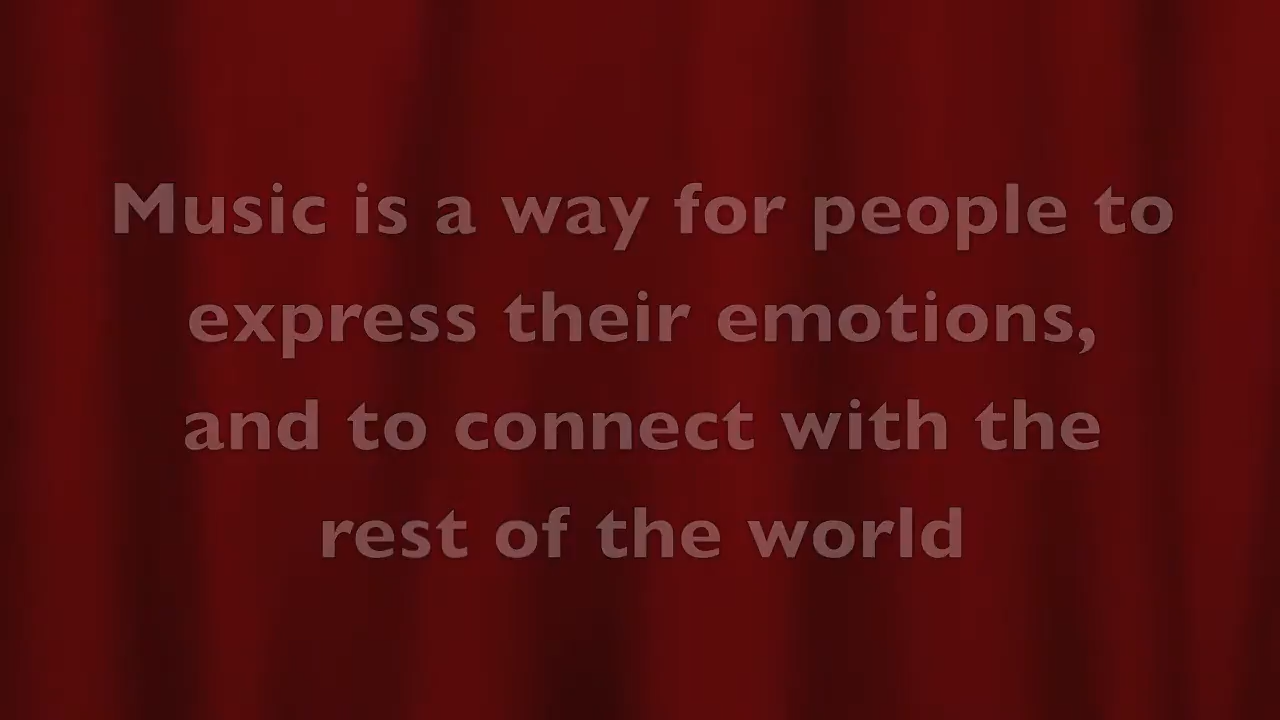 Music is a way for people to
express their emotions,
and to connect with the
rest of the world